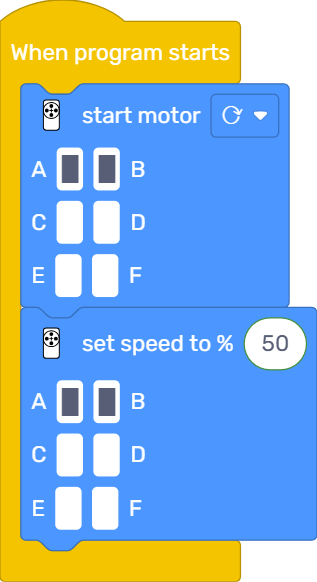 When program starts
start motor
A B
C D
E F
set speed to % 50
A B
C D
E F